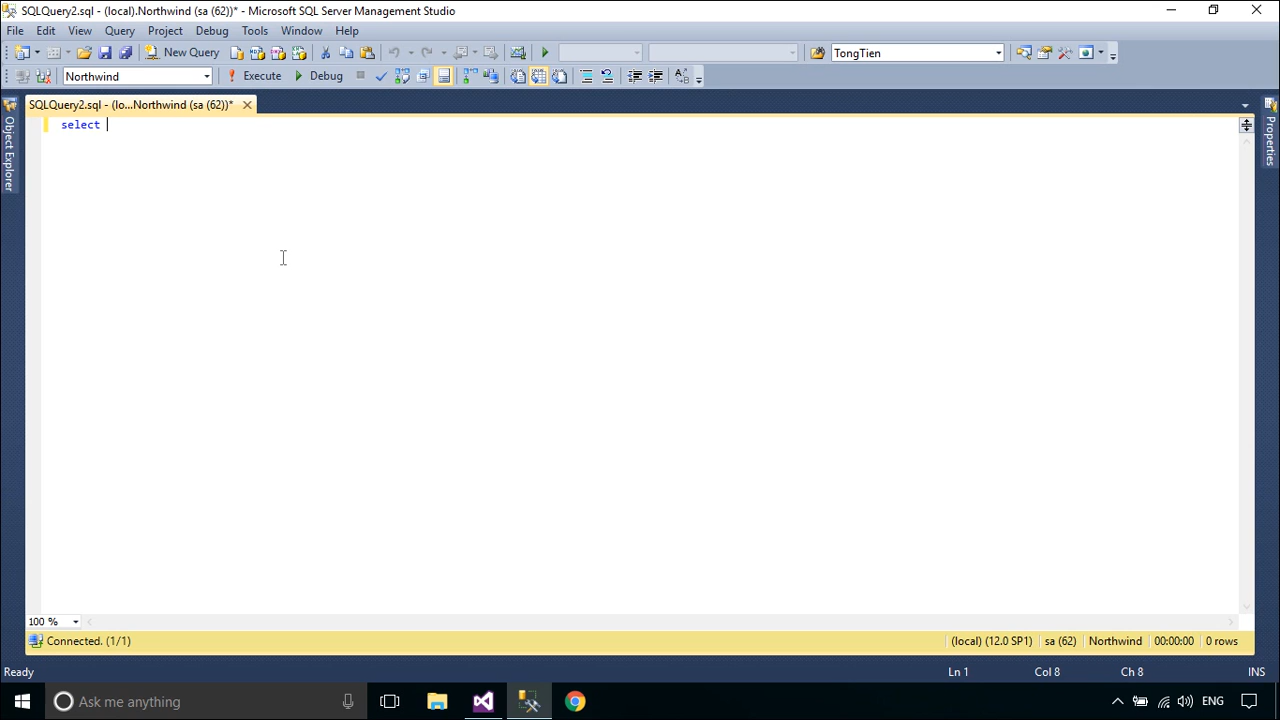 SQLQuery2.sql - (local).Northwind (sa (62))* - Microsoft SQL Server Management Studio
File Edit View Query Project Debug Tools Window Help
New Query TongTien
Northwind Execute Debug
SQLQuery2.sql - (lo...Northwind (sa (62))*
Object Explorer
Properties
select
100 %
Connected. (1/1) (local) (12.0 SP1) sa (62) Northwind 00:00:00 0 rows
Ready Ln 1 Col 8 Ch 8 INS
Ask me anything ENG